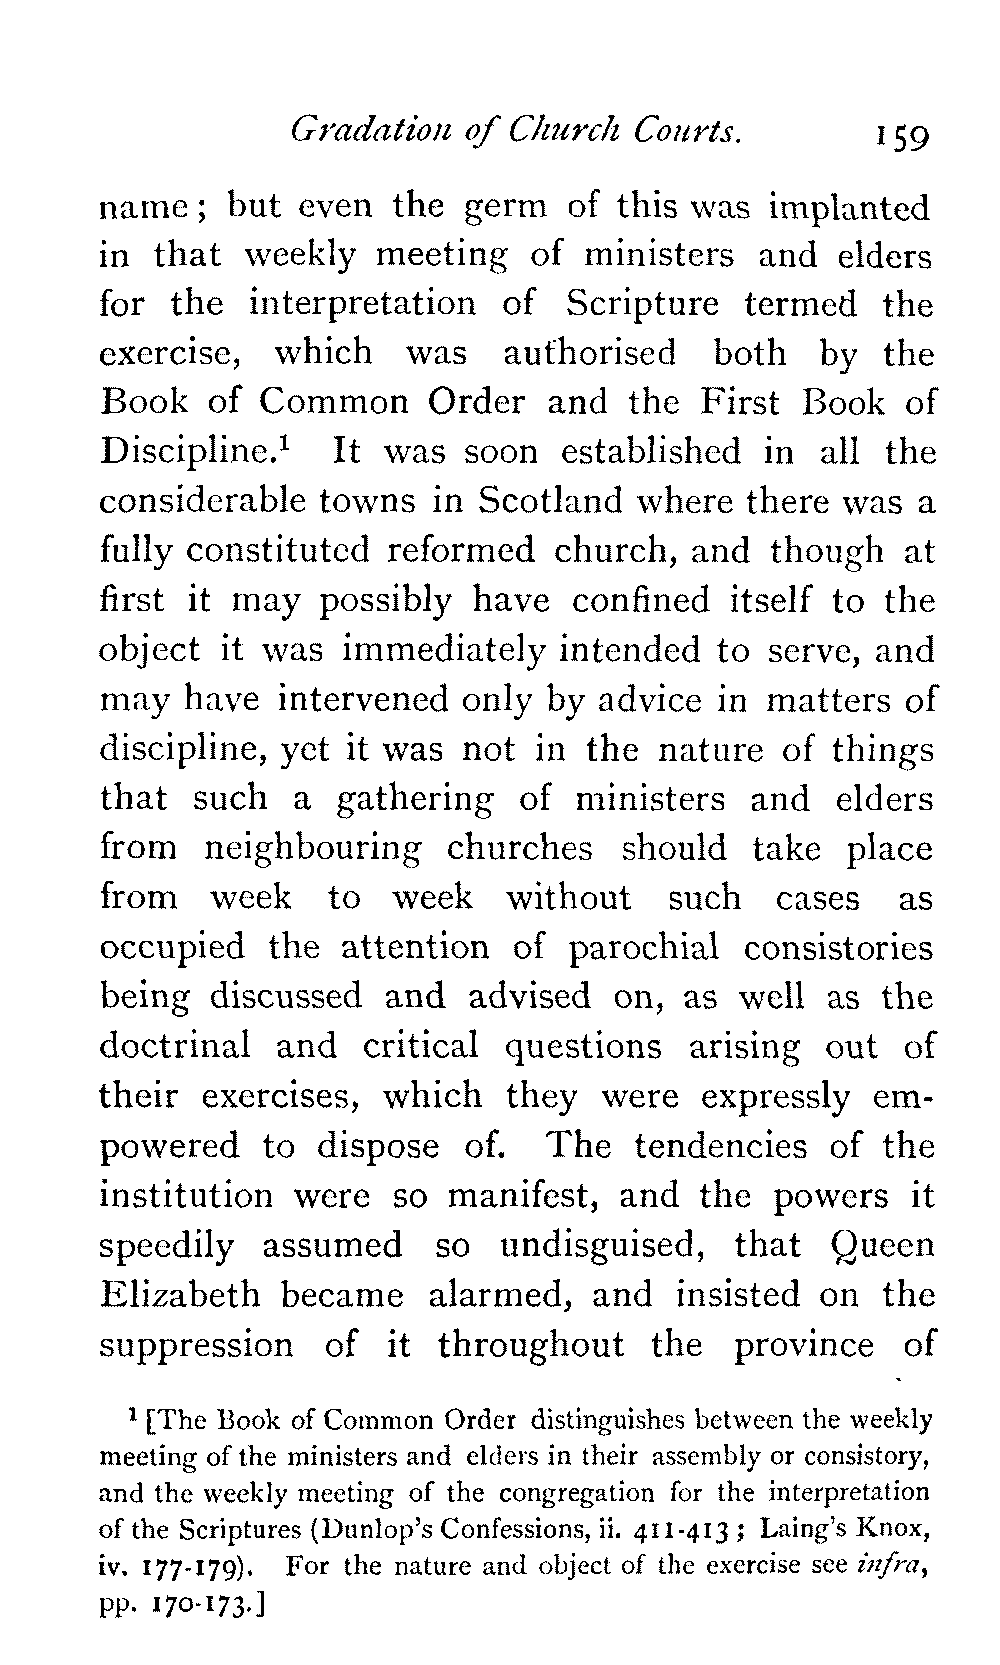 Gradation of Church Courts. 159
name ; but even the germ of this was implanted
in that weekly meeting of ministers and elders
for the interpretation of Scripture termed the
exercise, which was authorised both by the
Book of Common Order and the First Book of
Discipline.¹ It was soon established in all the
considerable towns in Scotland where there was a
fully constituted reformed church, and though at
first it may possibly have confined itself to the
object it was immediately intended to serve, and
may have intervened only by advice in matters of
discipline, yet it was not in the nature of things
that such a gathering of ministers and elders
from neighbouring churches should take place
from week to week without such cases as
occupied the attention of parochial consistories
being discussed and advised on, as well as the
doctrinal and critical questions arising out of
their exercises, which they were expressly em-
powered to dispose of. The tendencies of the
institution were so manifest, and the powers it
speedily assumed so undisguised, that Queen
Elizabeth became alarmed, and insisted on the
suppression of it throughout the province of
¹ [The Book of Common Order distinguishes between the weekly
meeting of the ministers and elders in their assembly or consistory,
and the weekly meeting of the congregation for the interpretation
of the Scriptures (Dunlop's Confessions, ii. 411-413 ; Laing's Knox,
iv. 177-179). For the nature and object of the exercise see infra,
pp. 170-173.]